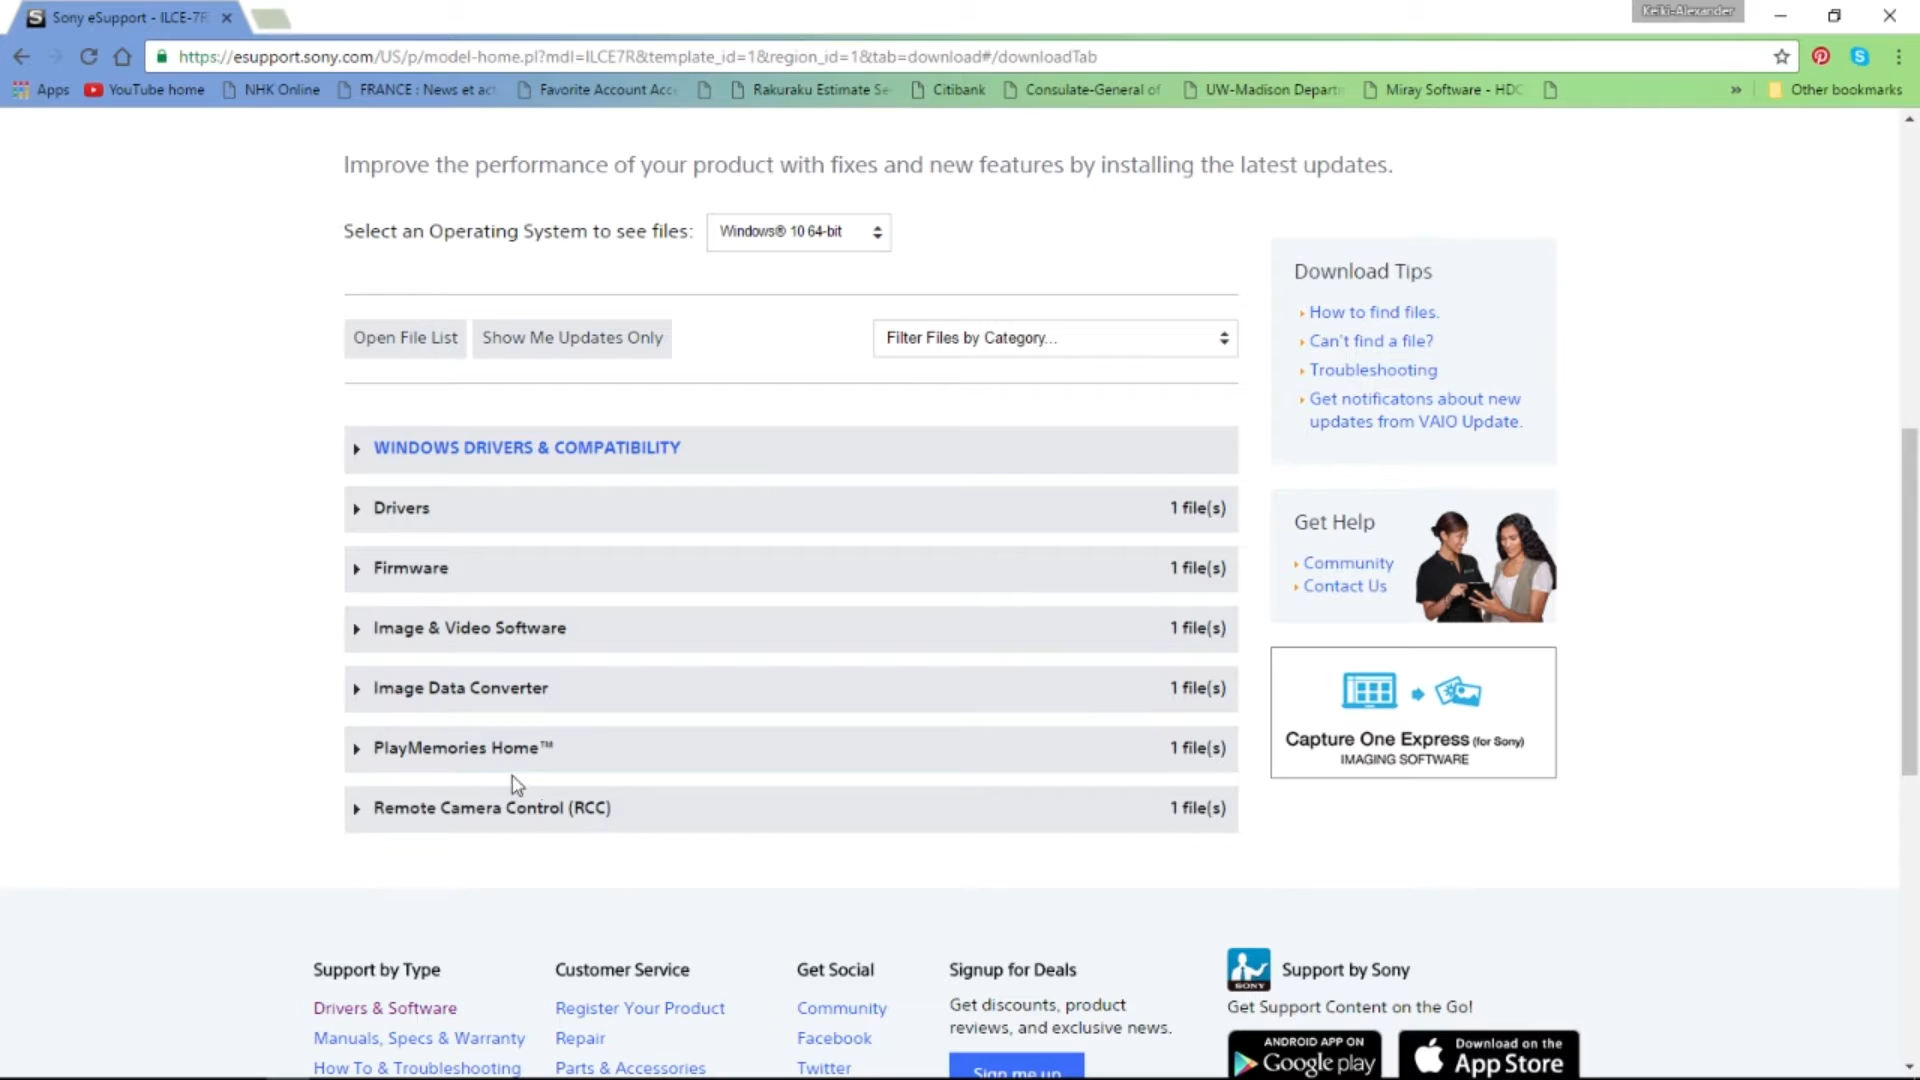 Sony eSupport - ILCE-7R
Keiki-Alexander
https://esupport.sony.com/US/p/model-home.pl?mdl=ILCE7R&template_id=1&region_id=1&tab=download#/downloadTab
Apps YouTube home NHK Online FRANCE : News et act Favorite Account Acc Rakuraku Estimate Se Citibank Consulate-General of UW-Madison Depart Miray Software - HDC » Other bookmarks
Improve the performance of your product with fixes and new features by installing the latest updates.
Select an Operating System to see files: Windows® 10 64-bit
Open File List Show Me Updates Only Filter Files by Category...
WINDOWS DRIVERS & COMPATIBILITY
Drivers 1 file(s)
Firmware 1 file(s)
Image & Video Software 1 file(s)
Image Data Converter 1 file(s)
PlayMemories Home™ 1 file(s)
Remote Camera Control (RCC) 1 file(s)
Download Tips
How to find files.
Can't find a file?
Troubleshooting
Get notificatons about new
updates from VAIO Update.
Get Help
Community
Contact Us
Capture One Express (for Sony)
IMAGING SOFTWARE
Support by Type
Drivers & Software
Manuals, Specs & Warranty
How To & Troubleshooting
Customer Service
Register Your Product
Repair
Parts & Accessories
Get Social
Community
Facebook
Twitter
Signup for Deals
Get discounts, product
reviews, and exclusive news.
Sign me up
SONY
Support by Sony
Get Support Content on the Go!
ANDROID APP ON
Google play
Download on the
App Store